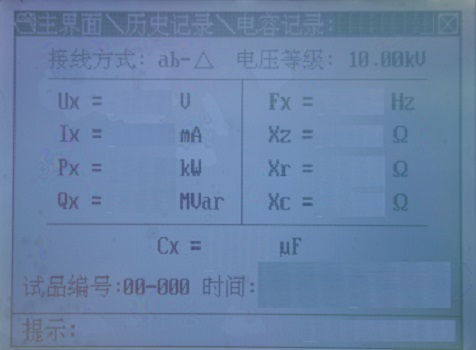 主界面\历史记录\电容记录:
接线方式: ab-△ 电压等级: 10.00kV
Ux = V Fx = Hz
Ix = mA Xz = Ω
Px = kW Xr = Ω
Qx = MVar Xc = Ω
Cx = μF
试品编号:00-000 时间:
提示: